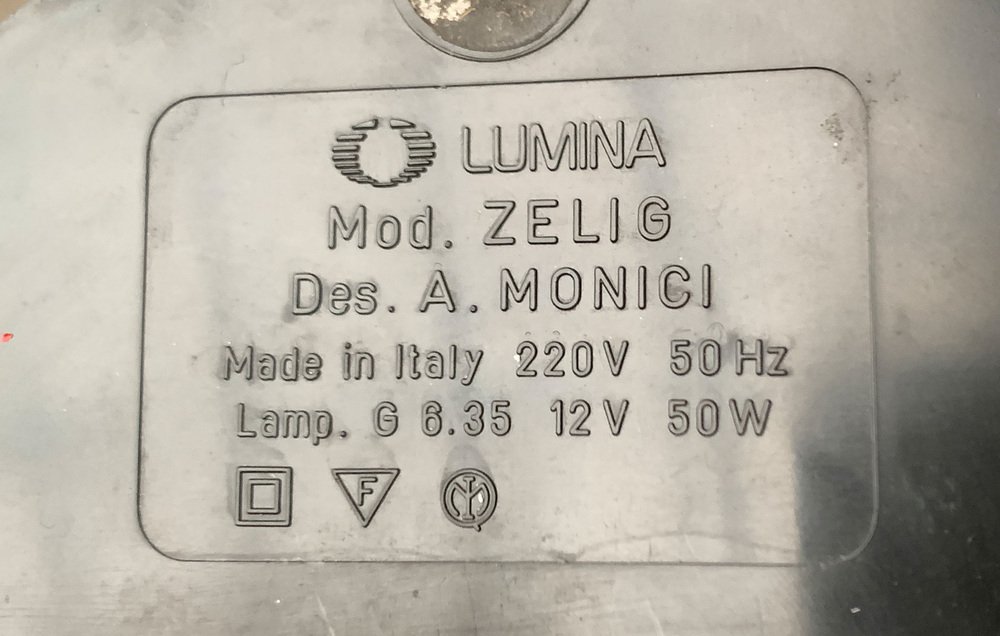 LUMINA
Mod. ZELIG
Des. A. MONICI
Made in Italy 220V 50Hz
Lamp. G 6.35 12V 50W
F